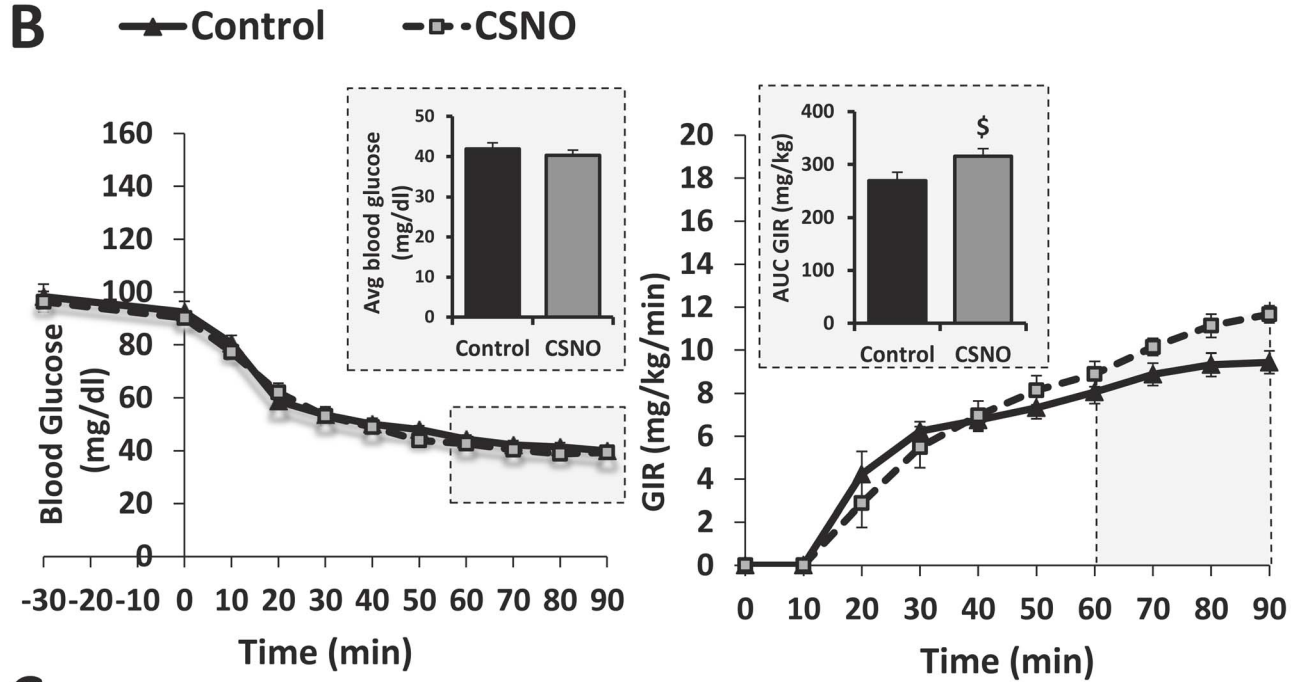 B
Control CSNO
160
140
120
100
80
60
40
20
0
Blood Glucose
(mg/dl)
-30 -20 -10 0 10 20 30 40 50 60 70 80 90
Time (min)
50
40
30
20
10
0
Avg blood glucose
(mg/dl)
Control CSNO
20
18
16
14
12
10
8
6
4
2
0
GIR (mg/kg/min)
0 10 20 30 40 50 60 70 80 90
Time (min)
400
300
200
100
0
AUC GIR (mg/kg)
$
Control CSNO